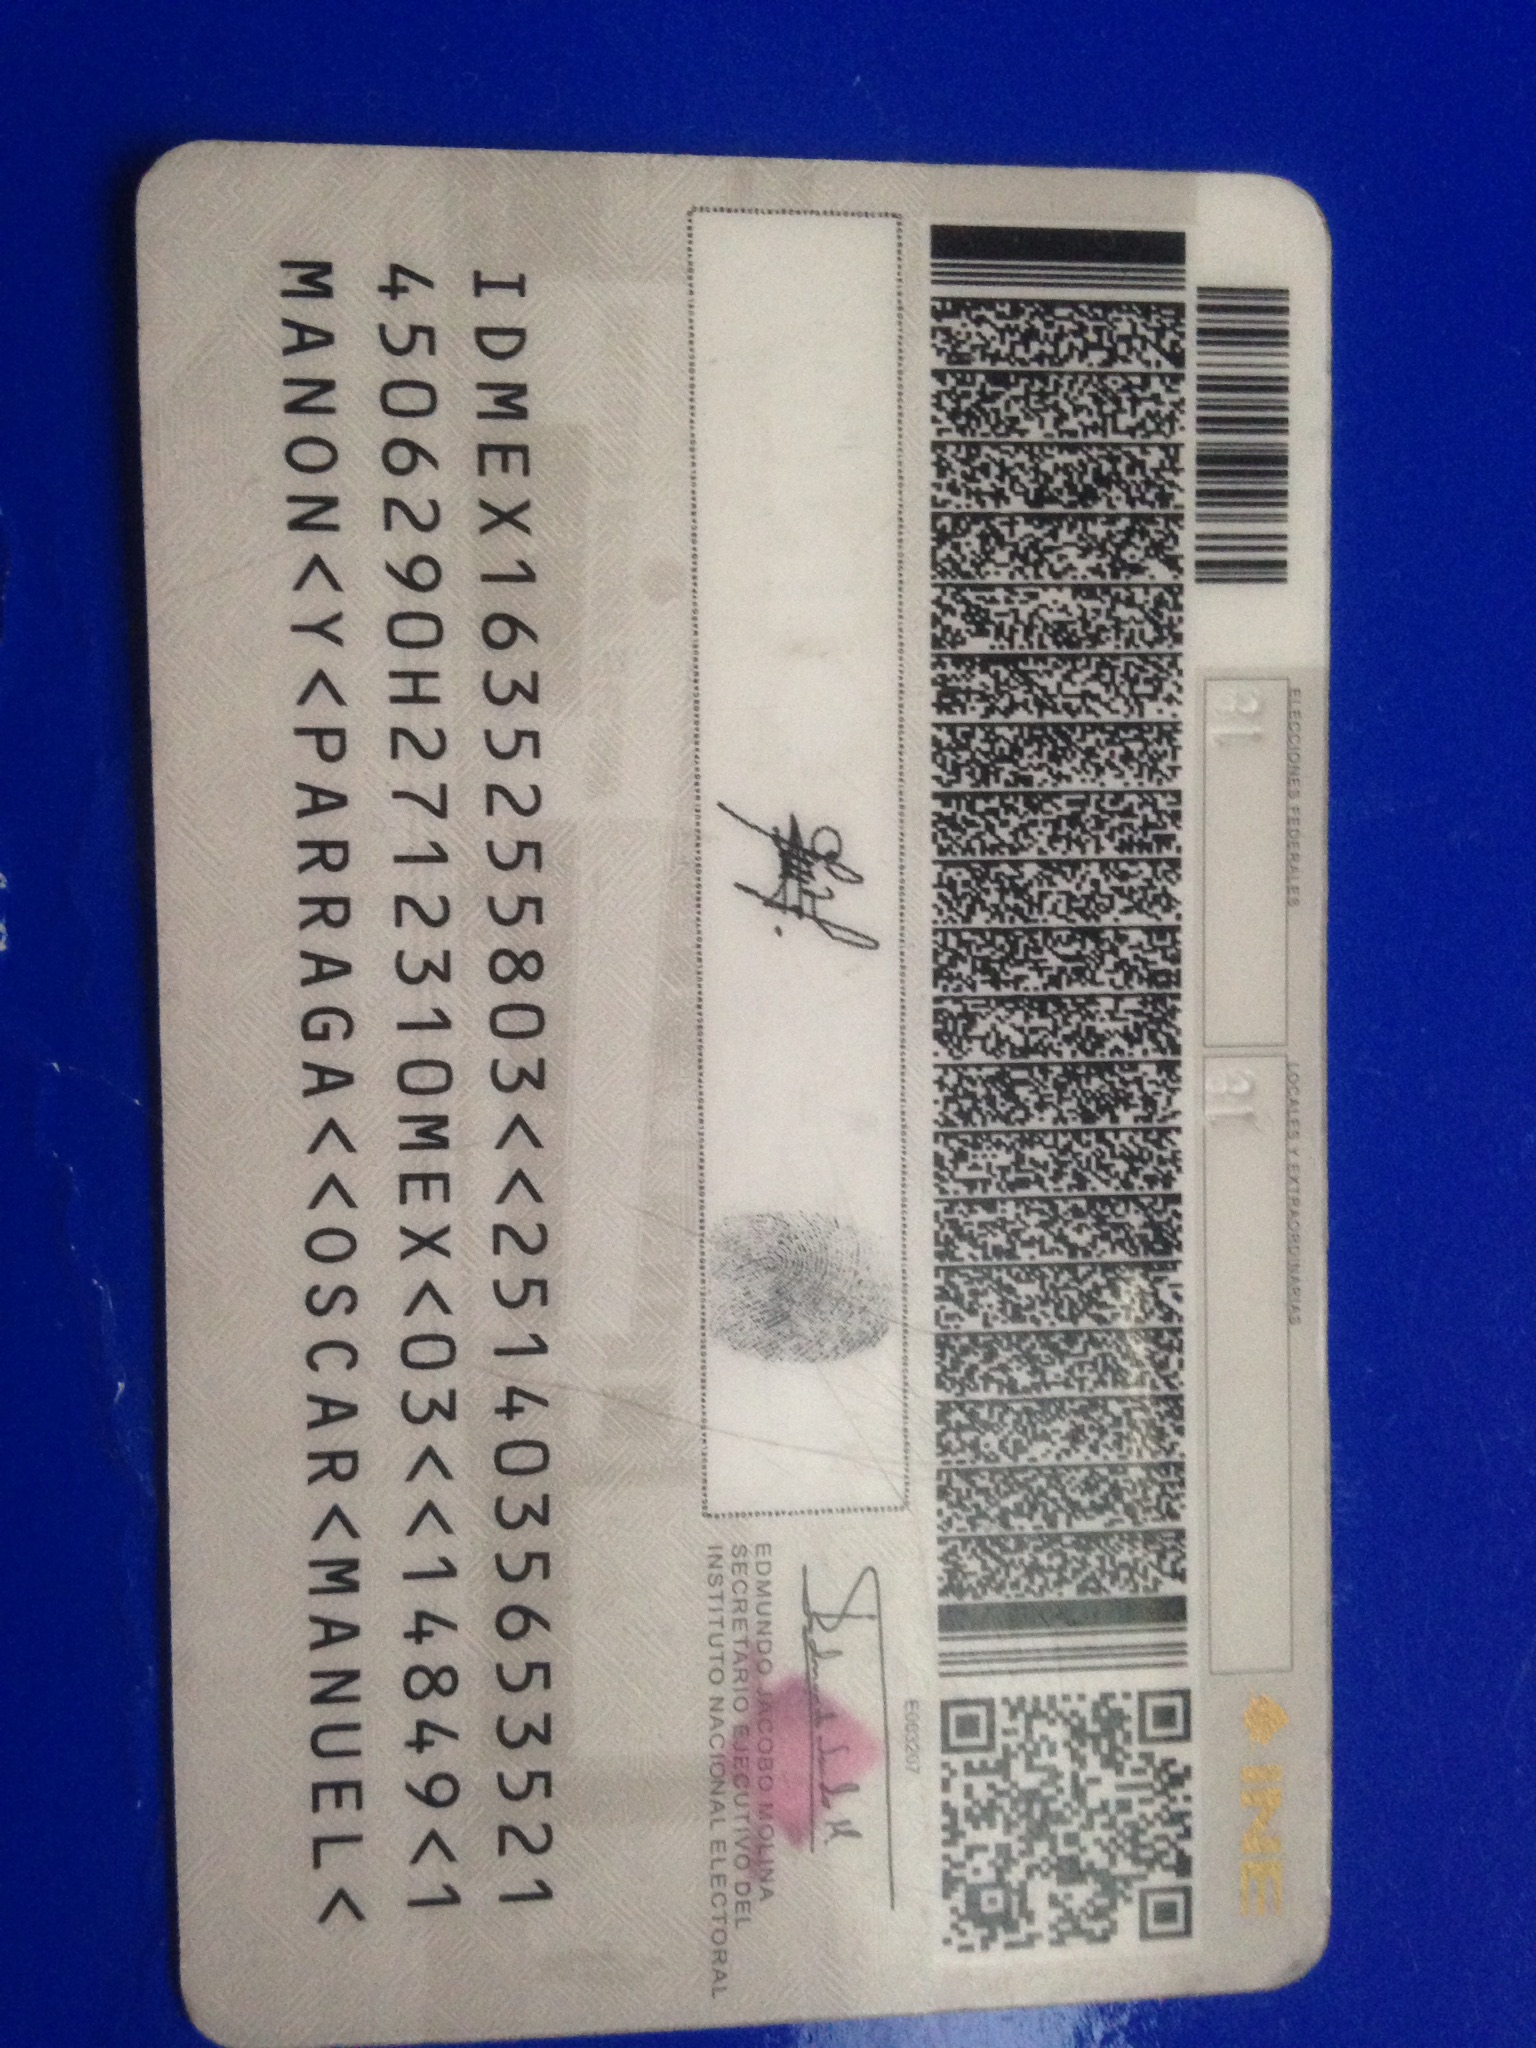 ELECCIONES FEDERALES
LOCALES Y EXTRAORDINARIAS
INE
E063207
EDMUNDO JACOBO MOLINA
SECRETARIO EJECUTIVO DEL
INSTITUTO NACIONAL ELECTORAL
IDMEX1635255803<<2514035653521
4506290H2712310MEX<03<<14849<1
MANON<Y<PARRAGA<<OSCAR<MANUEL<